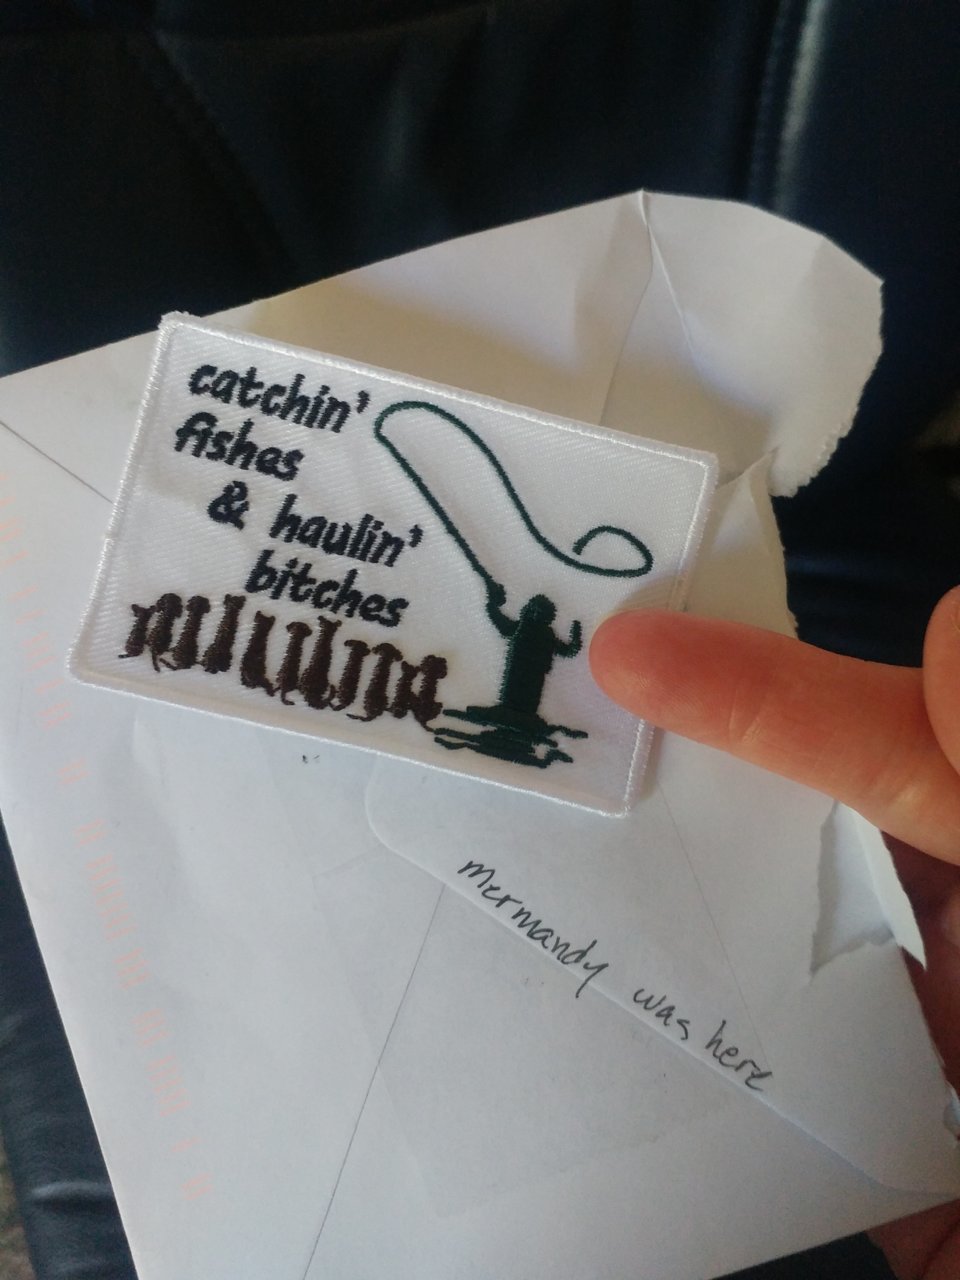 catchin'
fishes
& haulin'
bitches
mermandy was here